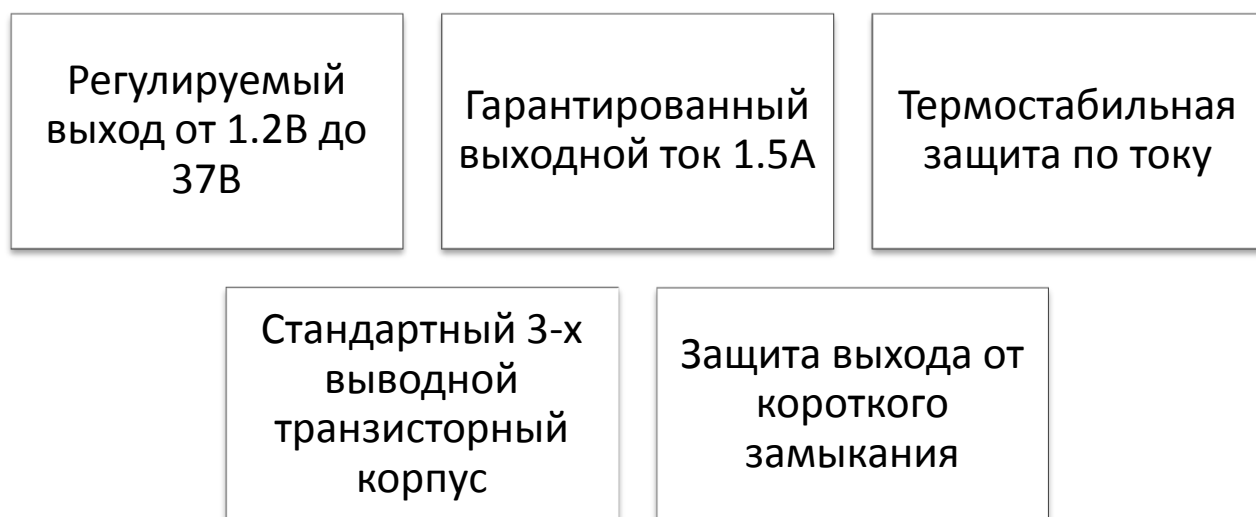 Регулируемый
выход от 1.2В до
37В
Гарантированный
выходной ток 1.5А
Термостабильная
защита по току
Стандартный 3-х
выводной
транзисторный
корпус
Защита выхода от
короткого
замыкания